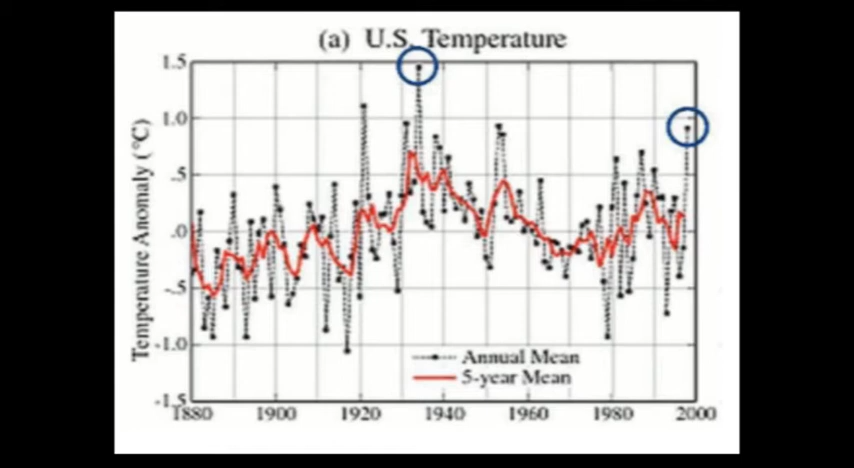 (a) U.S. Temperature
1.5
1.0
.5
.0
-.5
-1.0
-1.5
Temperature Anomaly (°C)
Annual Mean
5-year Mean
1880 1900 1920 1940 1960 1980 2000